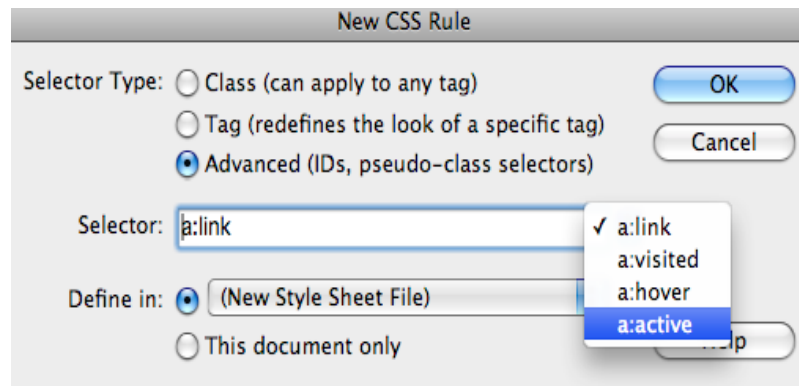 New CSS Rule
Selector Type: Class (can apply to any tag) OK
Tag (redefines the look of a specific tag)
Cancel
Advanced (IDs, pseudo-class selectors)
Selector: a:link ✓ a:link
a:visited
a:hover
a:active
Define in: (New Style Sheet File)
This document only